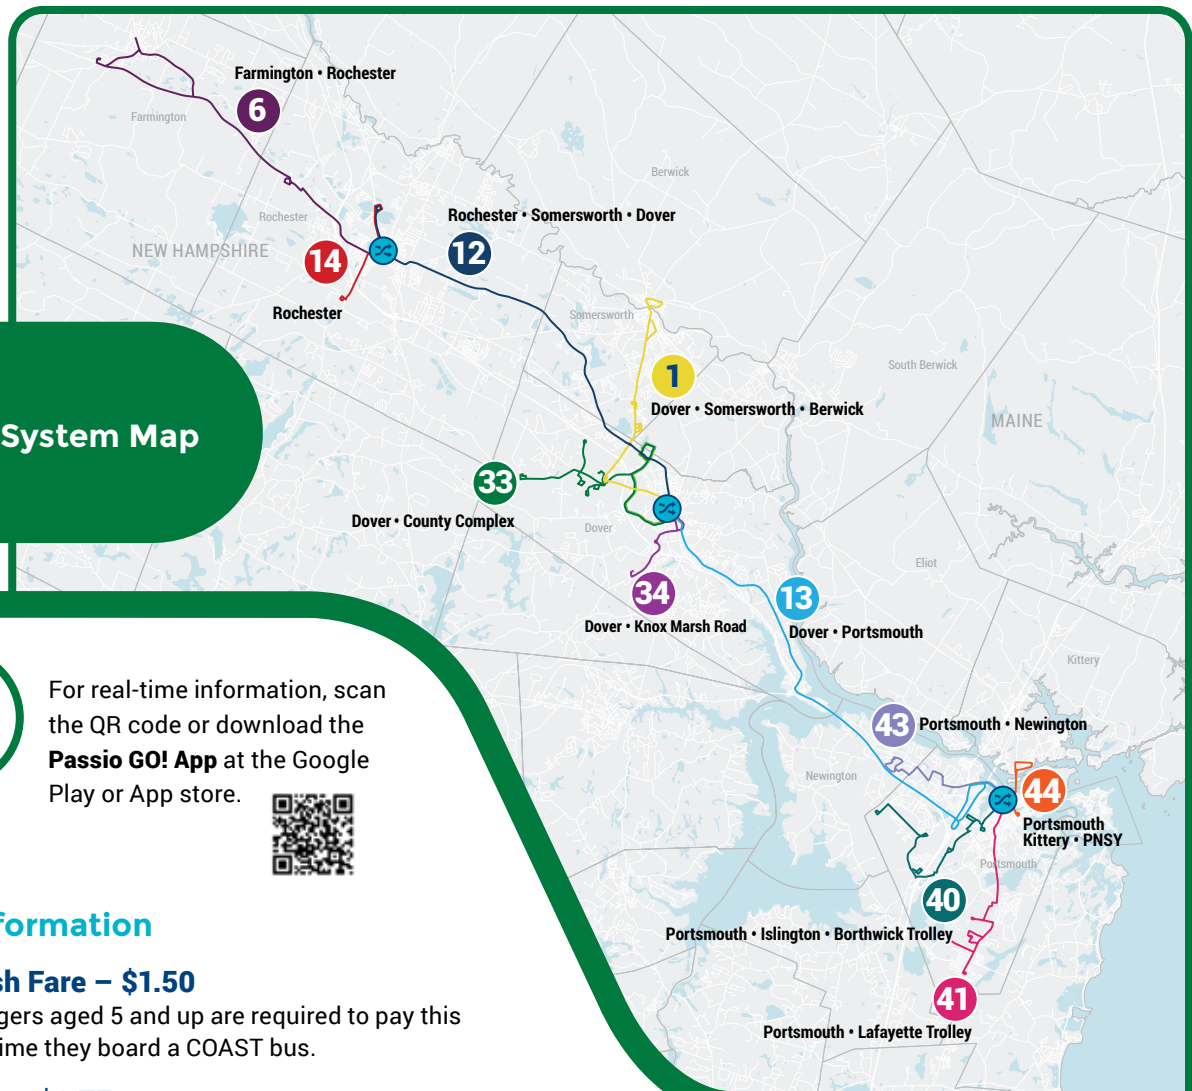 Farmington • Rochester
6
Farmington
Berwick
Rochester
Rochester • Somersworth • Dover
NEW HAMPSHIRE
14
12
Rochester
Somersworth
1
South Berwick
Dover • Somersworth • Berwick
MAINE
System Map
33
Dover • County Complex
Dover
Eliot
34
13
Dover • Knox Marsh Road
Dover • Portsmouth
Kittery
43
Portsmouth • Newington
Newington
44
Portsmouth
Kittery • PNSY
Portsmouth
40
Portsmouth • Islington • Borthwick Trolley
41
Portsmouth • Lafayette Trolley
For real-time information, scan
the QR code or download the
Passio GO! App at the Google
Play or App store.
formation
sh Fare – $1.50
gers aged 5 and up are required to pay this
ime they board a COAST bus.